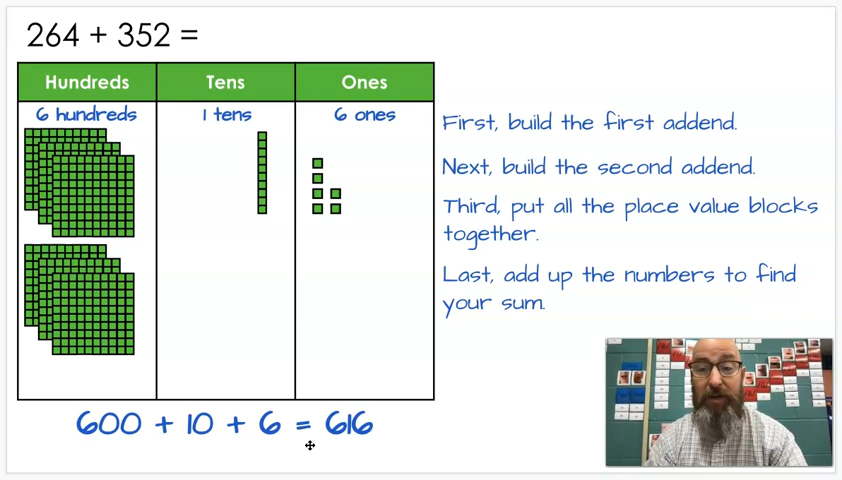 264 + 352 =
Hundreds Tens Ones
6 hundreds 1 tens 6 ones
First, build the first addend.
Next, build the second addend.
Third, put all the place value blocks
together.
Last, add up the numbers to find
your sum.
600 + 10 + 6 = 616